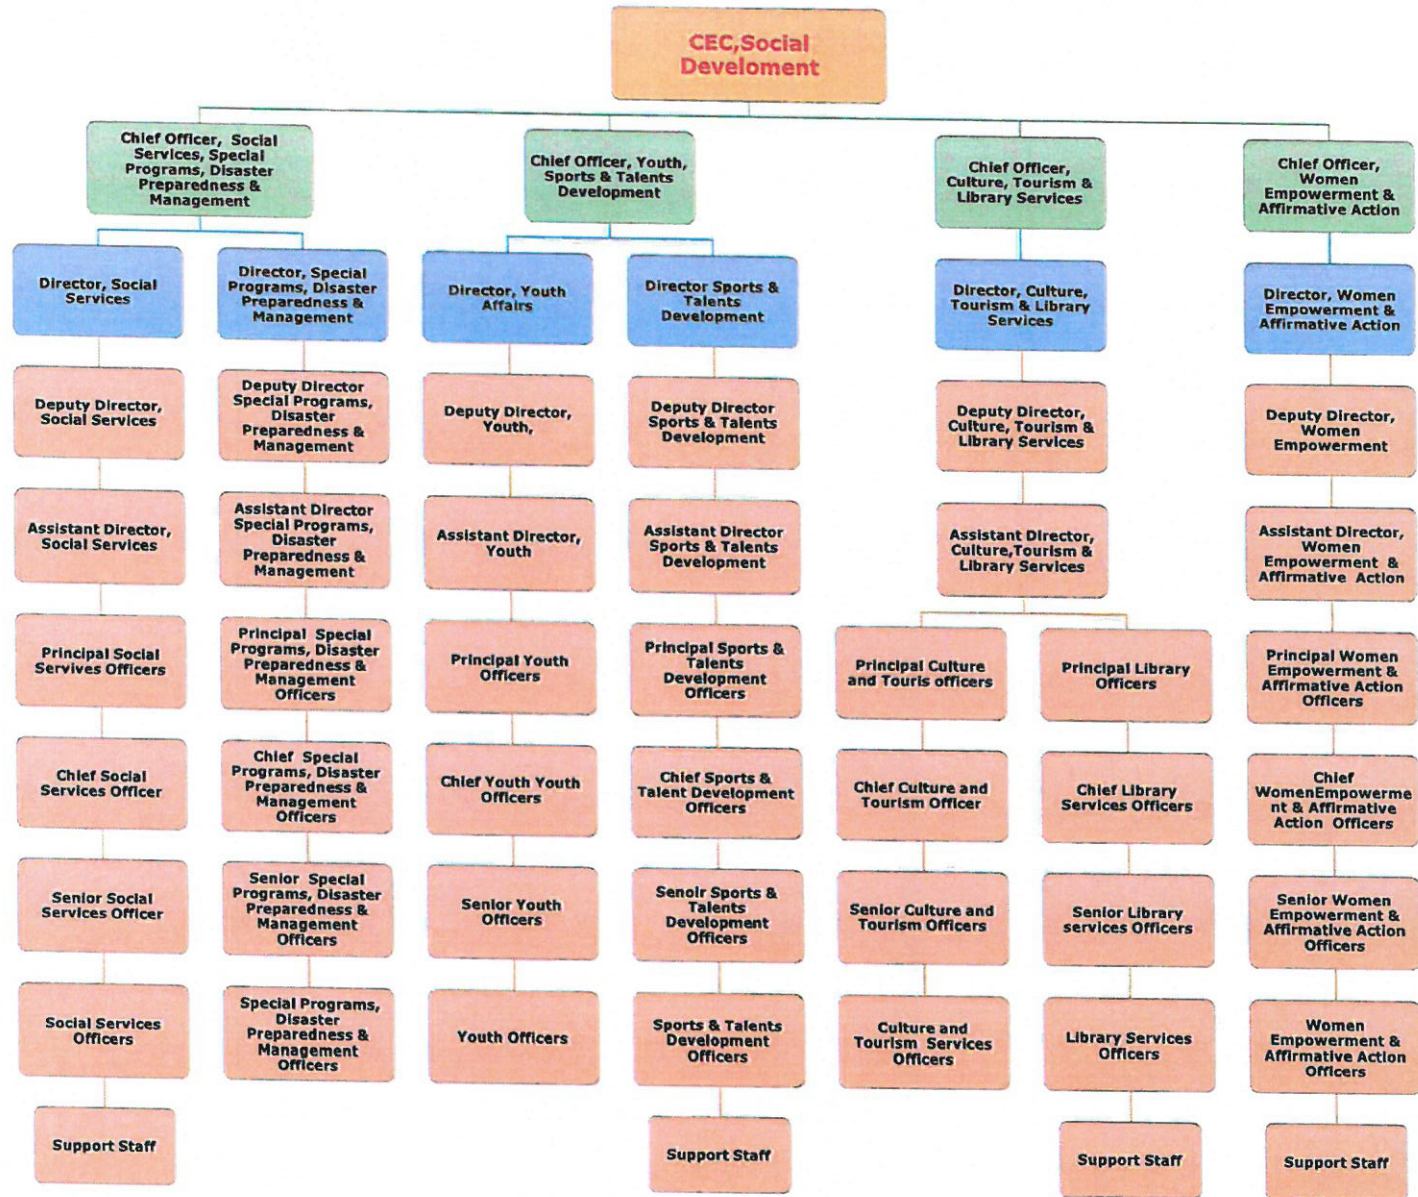 CEC,Social
Develoment
Chief Officer, Social
Services, Special
Programs, Disaster
Preparedness &
Management
Chief Officer, Youth,
Sports & Talents
Development
Chief Officer,
Culture, Tourism &
Library Services
Chief Officer,
Women
Empowerment &
Affirmative Action
Director, Social
Services
Director, Special
Programs, Disaster
Preparedness &
Management
Director, Youth
Affairs
Director Sports &
Talents
Development
Director, Culture,
Tourism & Library
Services
Director, Women
Empowerment &
Affirmative Action
Deputy Director,
Social Services
Deputy Director
Special Programs,
Disaster
Preparedness &
Management
Deputy Director,
Youth,
Deputy Director
Sports & Talents
Development
Deputy Director,
Culture, Tourism &
Library Services
Deputy Director,
Women
Empowerment
Assistant Director,
Social Services
Assistant Director
Special Programs,
Disaster
Preparedness &
Management
Assistant Director,
Youth
Assistant Director
Sports & Talents
Development
Assistant Director,
Culture,Tourism &
Library Services
Assistant Director,
Women
Empowerment &
Affirmative Action
Principal Social
Servives Officers
Principal Special
Programs, Disaster
Preparedness &
Management
Officers
Principal Youth
Officers
Principal Sports &
Talents
Development
Officers
Principal Culture
and Touris officers
Principal Library
Officers
Principal Women
Empowerment &
Affirmative Action
Officers
Chief Social
Services Officer
Chief Special
Programs, Disaster
Preparedness &
Management
Officers
Chief Youth Youth
Officers
Chief Sports &
Talent Development
Officers
Chief Culture and
Tourism Officer
Chief Library
Services Officers
Chief
WomenEmpowerme
nt & Affirmative
Action Officers
Senior Social
Services Officer
Senior Special
Programs, Disaster
Preparedness &
Management
Officers
Senior Youth
Officers
Senoir Sports &
Talents
Development
Officers
Senior Culture and
Tourism Officers
Senior Library
services Officers
Senior Women
Empowerment &
Affirmative Action
Officers
Social Services
Officers
Special Programs,
Disaster
Preparedness &
Management
Officers
Youth Officers
Sports & Talents
Development
Officers
Culture and
Tourism Services
Officers
Library Services
Officers
Women
Empowerment &
Affirmative Action
Officers
Support Staff
Support Staff
Support Staff
Support Staff